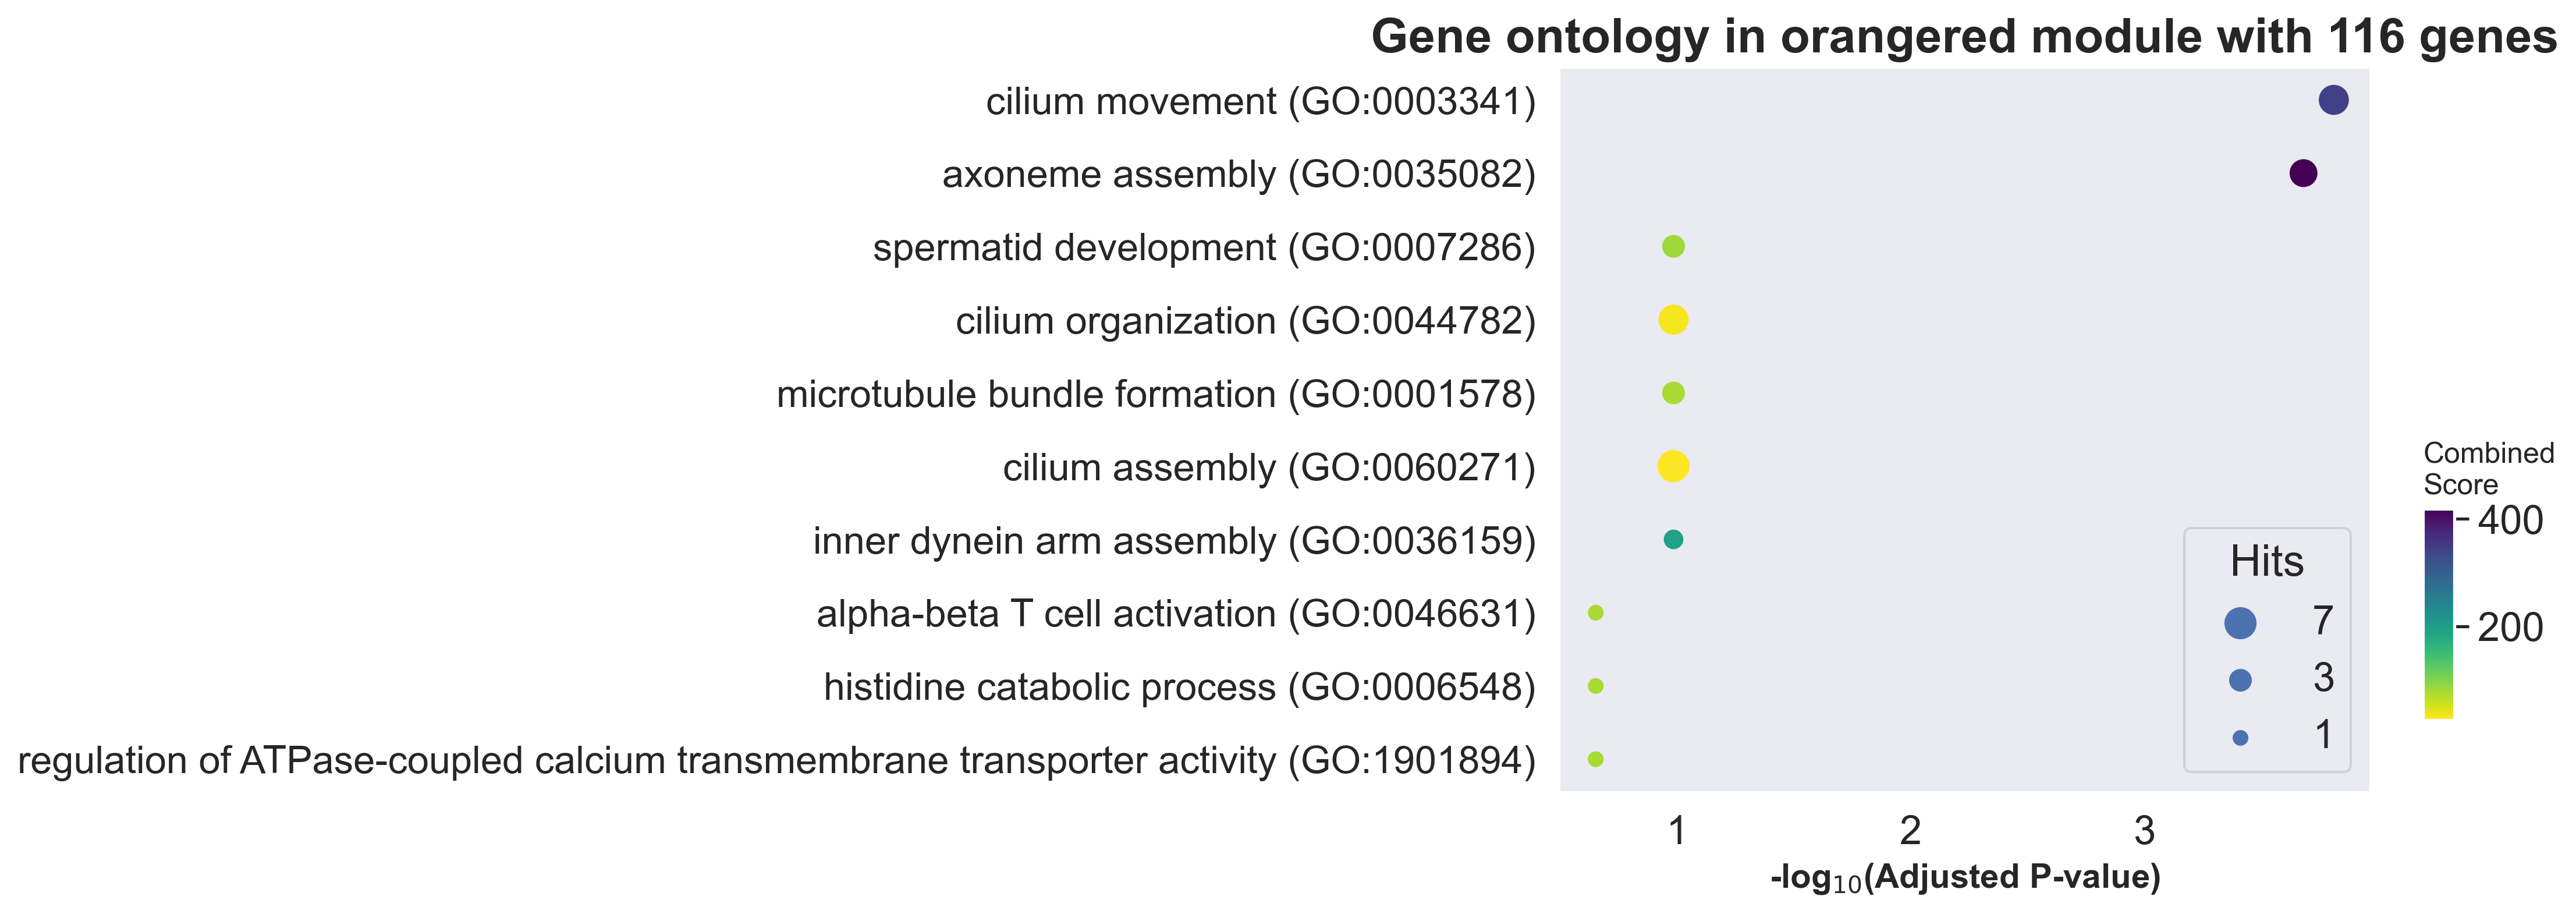 Gene ontology in orangered module with 116 genes
cilium movement (GO:0003341)
axoneme assembly (GO:0035082)
spermatid development (GO:0007286)
cilium organization (GO:0044782)
microtubule bundle formation (GO:0001578)
cilium assembly (GO:0060271)
inner dynein arm assembly (GO:0036159)
alpha-beta T cell activation (GO:0046631)
histidine catabolic process (GO:0006548)
regulation of ATPase-coupled calcium transmembrane transporter activity (GO:1901894)
1 2 3
-log10(Adjusted P-value)
Hits
7
3
1
Combined
Score
400
200